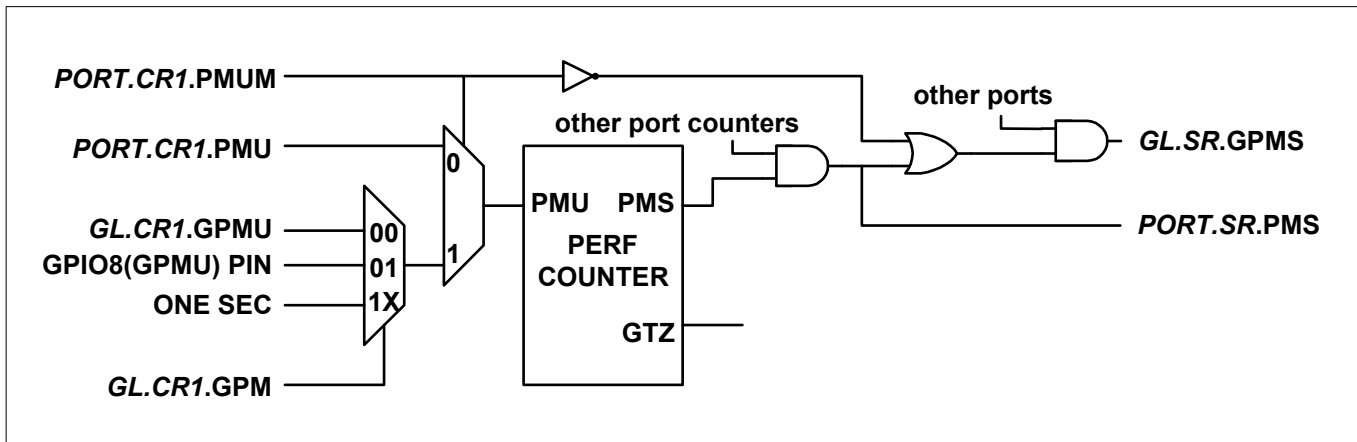 PORT.CR1.PMUM
other ports
other port counters
PORT.CR1.PMU
0
GL.SR.GPMS
PMU
PMS
GL.CR1.GPMU
00
PORT.SR.PMS
PERF
COUNTER
GPIO8(GPMU) PIN
01
1
ONE SEC
1X
GTZ
GL.CR1.GPM